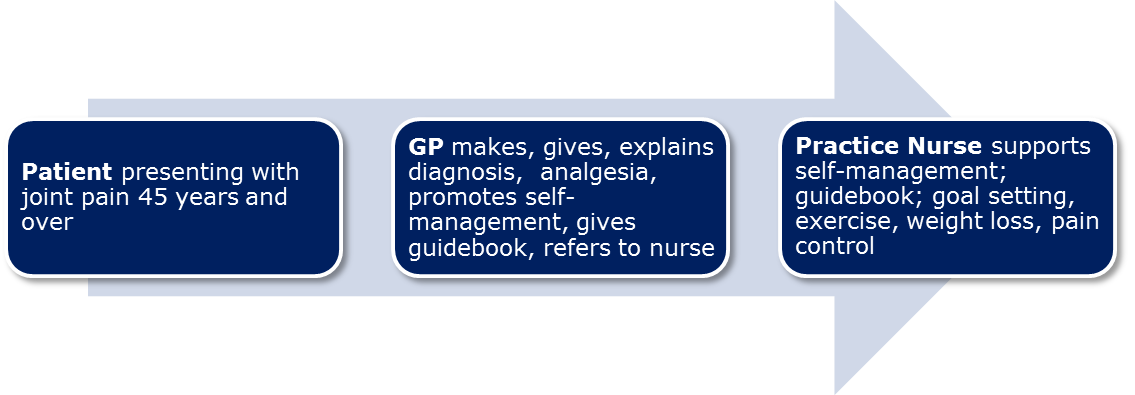 Patient presenting with
joint pain 45 years and
over
GP makes, gives, explains
diagnosis,  analgesia,
promotes self-
management, gives
guidebook, refers to nurse
Practice Nurse supports
self-management;
guidebook; goal setting,
exercise, weight loss, pain
control